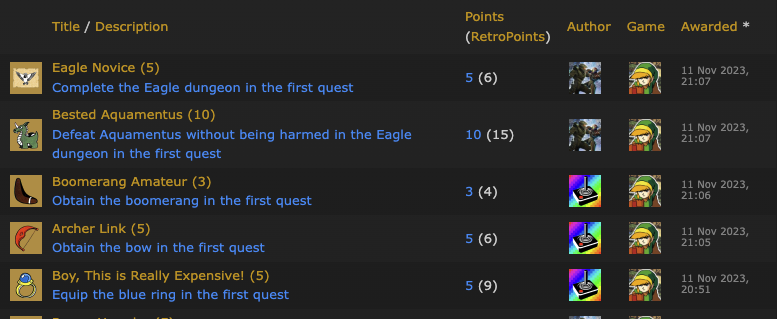 Title / Description
Points
(RetroPoints)
Author
Game
Awarded *
Eagle Novice (5)
Complete the Eagle dungeon in the first quest
5 (6)
11 Nov 2023,
21:07
Bested Aquamentus (10)
Defeat Aquamentus without being harmed in the Eagle
dungeon in the first quest
10 (15)
11 Nov 2023,
21:07
Boomerang Amateur (3)
Obtain the boomerang in the first quest
3 (4)
11 Nov 2023,
21:06
Archer Link (5)
Obtain the bow in the first quest
5 (6)
11 Nov 2023,
21:05
Boy, This is Really Expensive! (5)
Equip the blue ring in the first quest
5 (9)
11 Nov 2023,
20:51